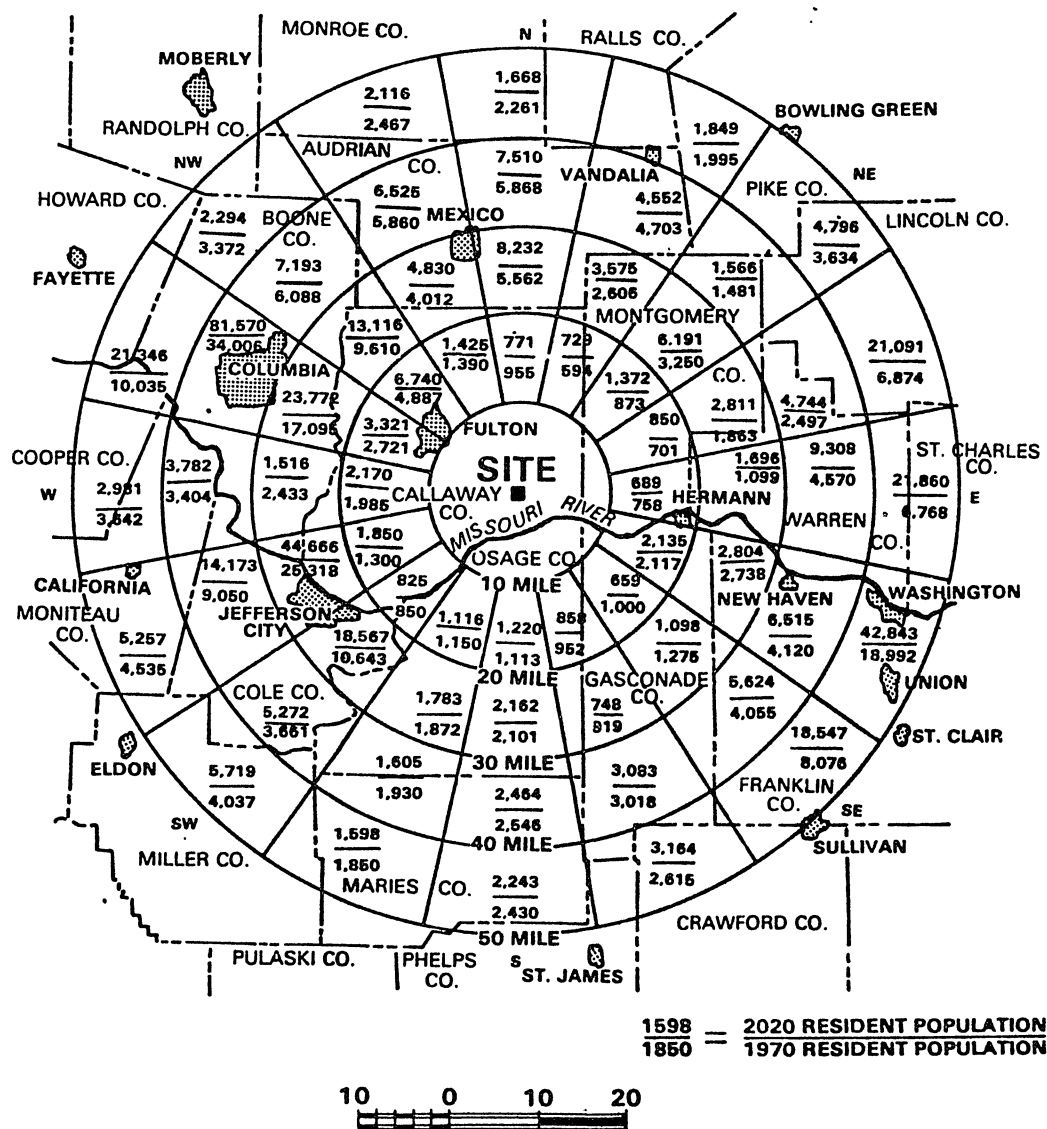 MONROE CO.
N
RALLS CO.
MOBERLY
1,668
2,261
2,116
2,467
BOWLING GREEN
RANDOLPH CO.
1,849
1,995
AUDRIAN
CO.
NW
7,510
5,868
VANDALIA
NE
HOWARD CO.
6,525
5,860
PIKE CO.
2,294
3,372
BOONE
CO.
MEXICO
4,552
4,703
4,796
3,634
LINCOLN CO.
FAYETTE
7,193
6,088
4,830
4,012
8,232
5,562
3,575
2,606
1,566
1,481
81,570
34,006
13,116
9,610
MONTGOMERY
CO.
21,346
10,035
1,425
1,390
771
955
729
594
6,191
3,250
21,091
6,874
COLUMBIA
6,740
4,887
1,372
873
23,772
17,095
3,321
2,721
FULTON
850
701
2,811
1,863
4,744
2,497
COOPER CO.
SITE
ST. CHARLES
CO.
W
2,981
3,542
3,782
3,404
1,516
2,433
2,170
1,985
CALLAWAY
CO.
689
758
HERMANN
1,696
1,099
9,308
4,570
21,860
6,768
E
MISSOURI RIVER
WARREN
CO.
44,666
25,318
1,850
1,300
OSAGE CO.
2,135
2,117
2,804
2,738
CALIFORNIA
14,173
9,050
825
850
10 MILE
659
1,000
NEW HAVEN
WASHINGTON
MONITEAU
CO.
JEFFERSON
CITY
1,116
1,150
1,220
1,113
858
952
1,098
1,275
6,515
4,120
42,843
18,992
5,257
4,535
18,567
10,643
20 MILE
GASCONADE
CO.
UNION
COLE CO.
5,272
3,661
1,783
1,872
2,162
2,101
748
819
5,624
4,055
ST. CLAIR
ELDON
30 MILE
18,547
8,076
5,719
4,037
1,605
1,930
2,464
2,546
3,083
3,018
FRANKLIN
CO.
SW
SE
40 MILE
SULLIVAN
MILLER CO.
1,598
1,850
3,164
2,615
MARIES CO.
2,243
2,430
CRAWFORD CO.
50 MILE
PULASKI CO.
PHELPS
CO.
S
ST. JAMES
1598 = 2020 RESIDENT POPULATION
1850 1970 RESIDENT POPULATION
10 0 10 20